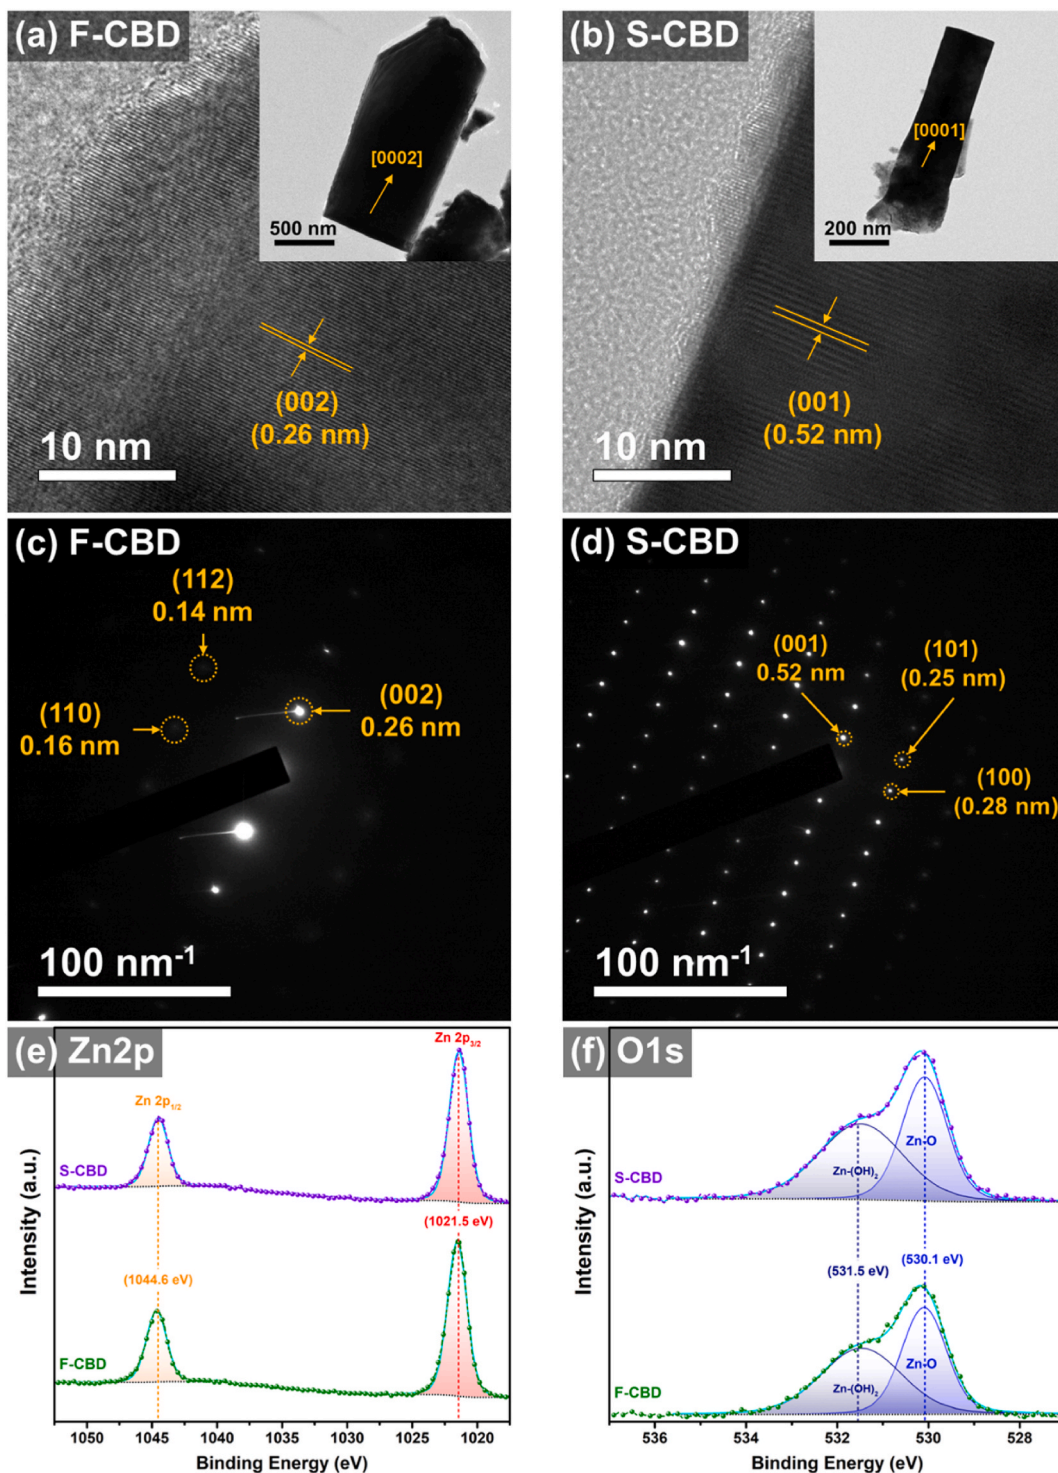 (a) F-CBD
[0002]
500 nm
(002)
(0.26 nm)
10 nm
(b) S-CBD
[0001]
200 nm
(001)
(0.52 nm)
10 nm
(c) F-CBD
(112)
0.14 nm
(110)
0.16 nm
(002)
0.26 nm
100 nm⁻¹
(d) S-CBD
(001)
0.52 nm
(101)
(0.25 nm)
(100)
(0.28 nm)
100 nm⁻¹
(e) Zn2p
Zn 2p₃/₂
Zn 2p₁/₂
S-CBD
(1021.5 eV)
(1044.6 eV)
F-CBD
Intensity (a.u.)
1050 1045 1040 1035 1030 1025 1020
Binding Energy (eV)
(f) O1s
Zn-O
Zn-(OH)₂
S-CBD
(531.5 eV) (530.1 eV)
Zn-O
Zn-(OH)₂
F-CBD
Intensity (a.u.)
536 534 532 530 528
Binding Energy (eV)